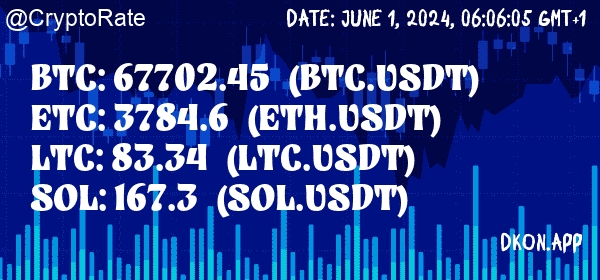 @CryptoRate
DATE: JUNE 1, 2024, 06:06:05 GMT+1
BTC: 67702.45 (BTC.USDT)
ETC: 3784.6 (ETH.USDT)
LTC: 83.34 (LTC.USDT)
SOL: 167.3 (SOL.USDT)
DKON.APP